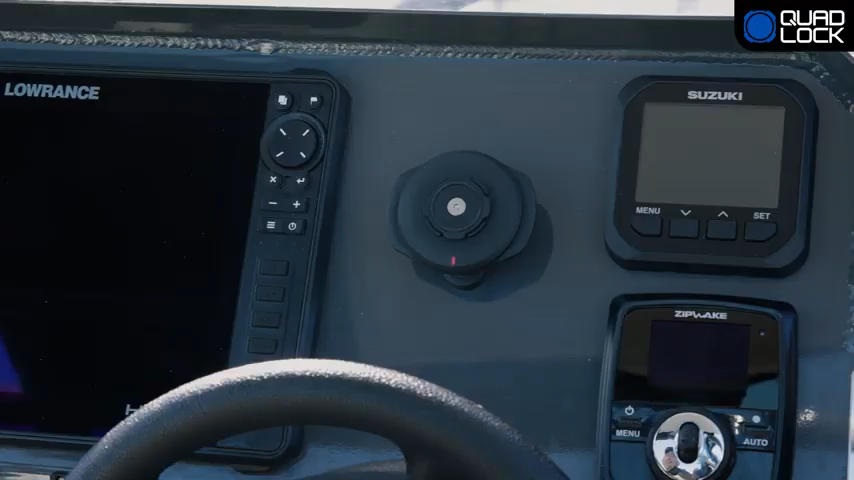 QUAD
LOCK
LOWRANCE
SUZUKI
MENU
SET
ZIPWAKE
MENU
AUTO